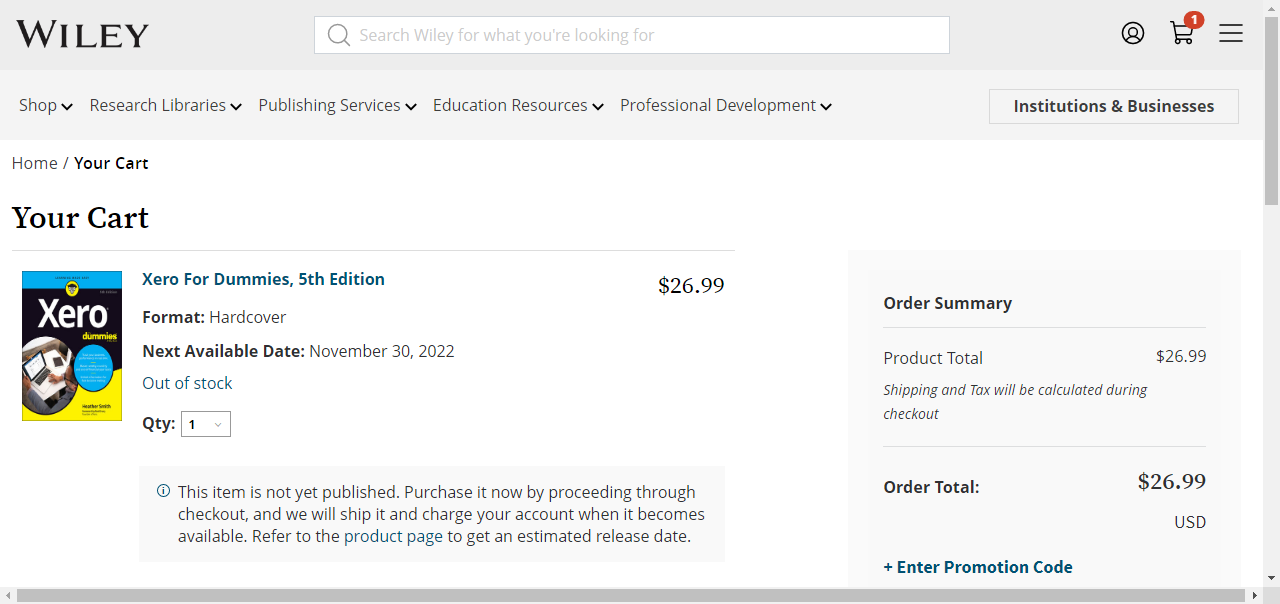 WILEY
Search Wiley for what you're looking for
1
Shop
Research Libraries
Publishing Services
Education Resources
Professional Development
Institutions & Businesses
Home / Your Cart
Your Cart
Xero
dummies
Heather Smith
Xero For Dummies, 5th Edition
$26.99
Format: Hardcover
Next Available Date: November 30, 2022
Out of stock
Qty: 1
This item is not yet published. Purchase it now by proceeding through
checkout, and we will ship it and charge your account when it becomes
available. Refer to the product page to get an estimated release date.
Order Summary
Product Total $26.99
Shipping and Tax will be calculated during
checkout
Order Total: $26.99
USD
+ Enter Promotion Code